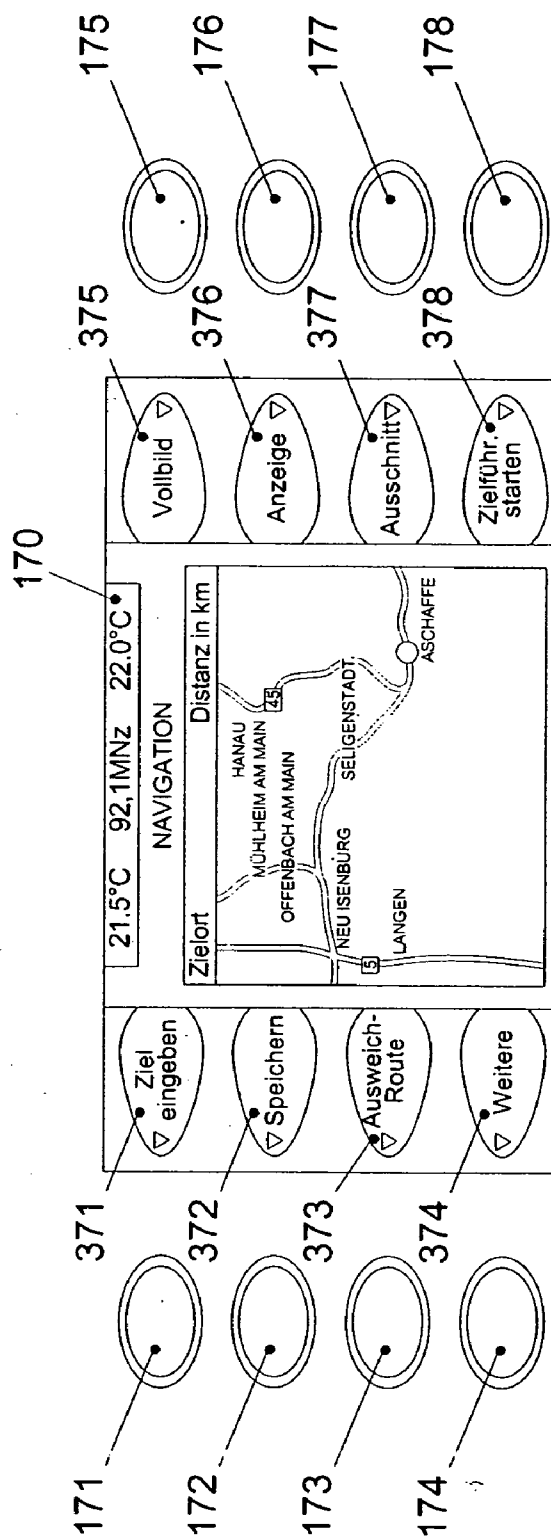 170
21.5°C 92,1MNz 22.0°C
NAVIGATION
Zielort Distanz in km
HANAU
MÜHLHEIM AM MAIN
OFFENBACH AM MAIN
45
SELIGENSTADT
NEU ISENBURG
ASCHAFFE
5
LANGEN
171
371
Ziel
eingeben
172
372
Speichern
173
373
Ausweich-
Route
174
374
Weitere
375
Vollbild
175
376
Anzeige
176
377
Ausschnitt
177
378
Zielführ.
starten
178